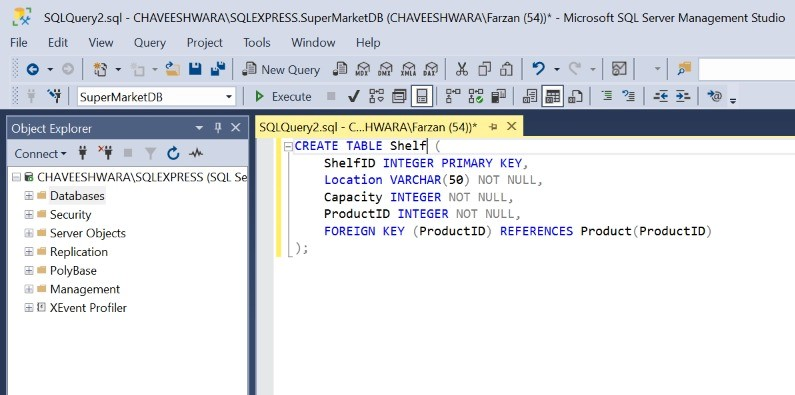 SQLQuery2.sql - CHAVEESHWARA\SQLEXPRESS.SuperMarketDB (CHAVEESHWARA\Farzan (54))* - Microsoft SQL Server Management Studio
File Edit View Query Project Tools Window Help
New Query MDX DMX XMLA DAX
SuperMarketDB Execute
Object Explorer
Connect
CHAVEESHWARA\SQLEXPRESS (SQL Se
Databases
Security
Server Objects
Replication
PolyBase
Management
XEvent Profiler
SQLQuery2.sql - C...HWARA\Farzan (54))*
CREATE TABLE Shelf (
ShelfID INTEGER PRIMARY KEY,
Location VARCHAR(50) NOT NULL,
Capacity INTEGER NOT NULL,
ProductID INTEGER NOT NULL,
FOREIGN KEY (ProductID) REFERENCES Product(ProductID)
);